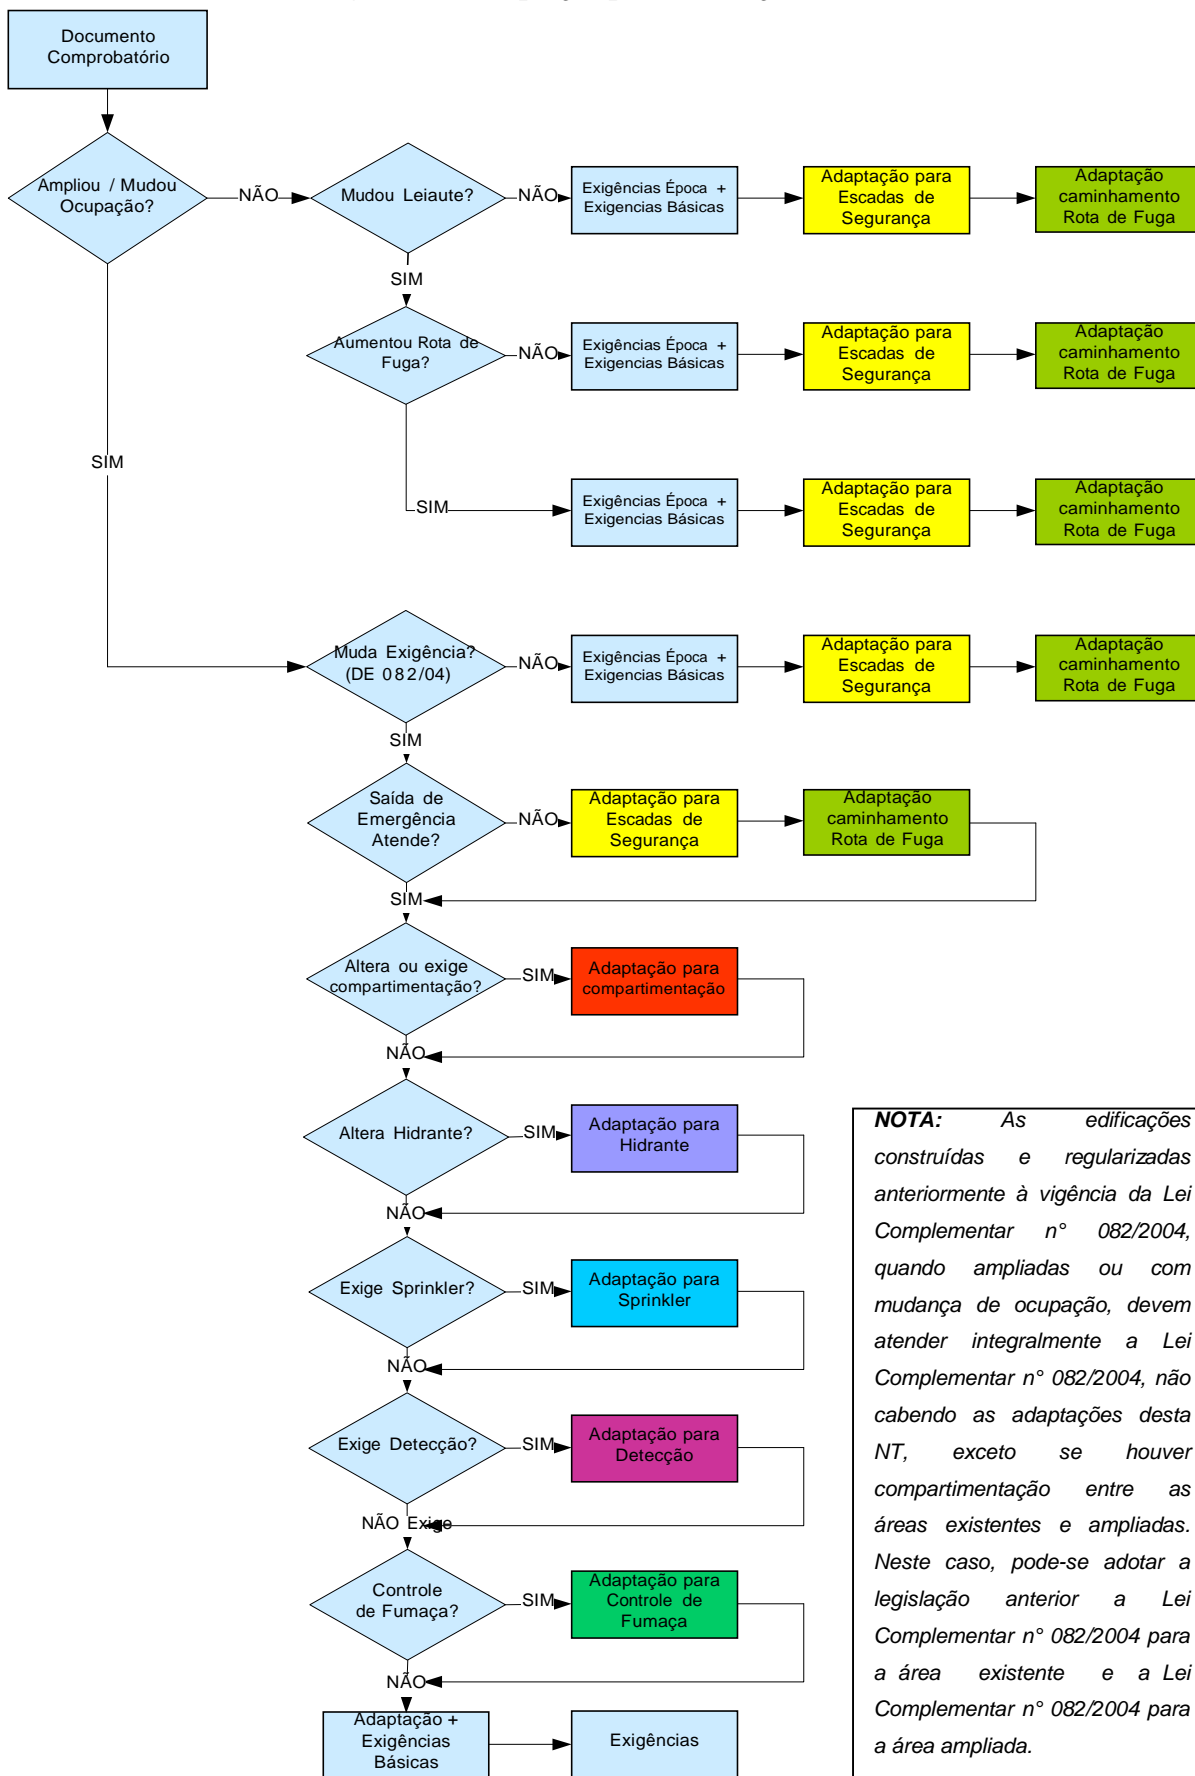 Documento
Comprobatório
Ampliou / Mudou
Ocupação?
NÃO
Mudou Leiaute?
NÃO
Exigências Época +
Exigencias Básicas
Adaptação para
Escadas de
Segurança
Adaptação
caminhamento
Rota de Fuga
SIM
Aumentou Rota de
Fuga?
NÃO
Exigências Época +
Exigencias Básicas
Adaptação para
Escadas de
Segurança
Adaptação
caminhamento
Rota de Fuga
SIM
SIM
Exigências Época +
Exigencias Básicas
Adaptação para
Escadas de
Segurança
Adaptação
caminhamento
Rota de Fuga
Muda Exigência?
(DE 082/04)
NÃO
Exigências Época +
Exigencias Básicas
Adaptação para
Escadas de
Segurança
Adaptação
caminhamento
Rota de Fuga
SIM
Saída de
Emergência
Atende?
NÃO
Adaptação para
Escadas de
Segurança
Adaptação
caminhamento
Rota de Fuga
SIM
Altera ou exige
compartimentação?
SIM
Adaptação para
compartimentação
NÃO
Altera Hidrante?
SIM
Adaptação para
Hidrante
NÃO
Exige Sprinkler?
SIM
Adaptação para
Sprinkler
NÃO
Exige Detecção?
SIM
Adaptação para
Detecção
NÃO Exige
Controle
de Fumaça?
SIM
Adaptação para
Controle de
Fumaça
NÃO
Adaptação +
Exigências
Básicas
Exigências
NOTA: As edificações
construídas e regularizadas
anteriormente à vigência da Lei
Complementar n° 082/2004,
quando ampliadas ou com
mudança de ocupação, devem
atender integralmente a Lei
Complementar n° 082/2004, não
cabendo as adaptações desta
NT, exceto se houver
compartimentação entre as
áreas existentes e ampliadas.
Neste caso, pode-se adotar a
legislação anterior a Lei
Complementar n° 082/2004 para
a área existente e a Lei
Complementar n° 082/2004 para
a área ampliada.